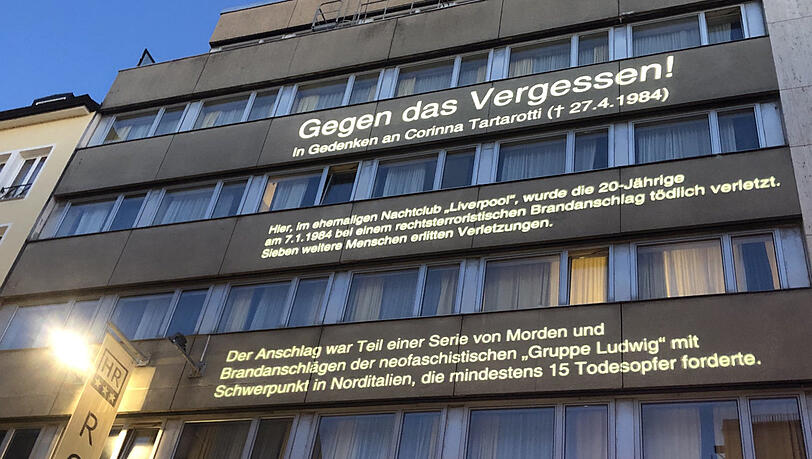 Gegen das Vergessen!
In Gedenken an Corinna Tartarotti († 27.4.1984)
Hier, im ehemaligen Nachtclub „Liverpool“, wurde die 20-Jährige
am 7.1.1984 bei einem rechtsterroristischen Brandanschlag tödlich verletzt.
Sieben weitere Menschen erlitten Verletzungen.
Der Anschlag war Teil einer Serie von Morden und
Brandanschlägen der neofaschistischen „Gruppe Ludwig“ mit
Schwerpunkt in Norditalien, die mindestens 15 Todesopfer forderte.
HR
R